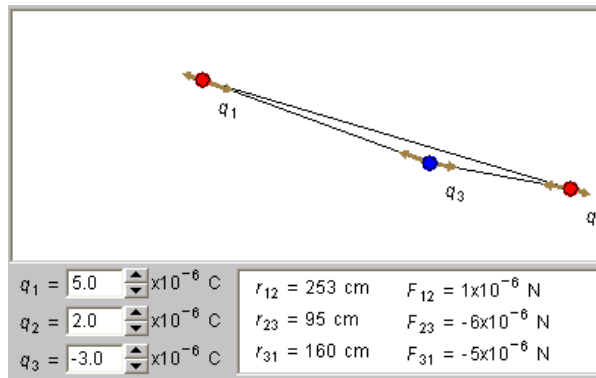 q1
q3
q
q1 = 5.0 x10⁻⁶ C
q2 = 2.0 x10⁻⁶ C
q3 = -3.0 x10⁻⁶ C
r12 = 253 cm F12 = 1x10⁻⁶ N
r23 = 95 cm F23 = -6x10⁻⁶ N
r31 = 160 cm F31 = -5x10⁻⁶ N